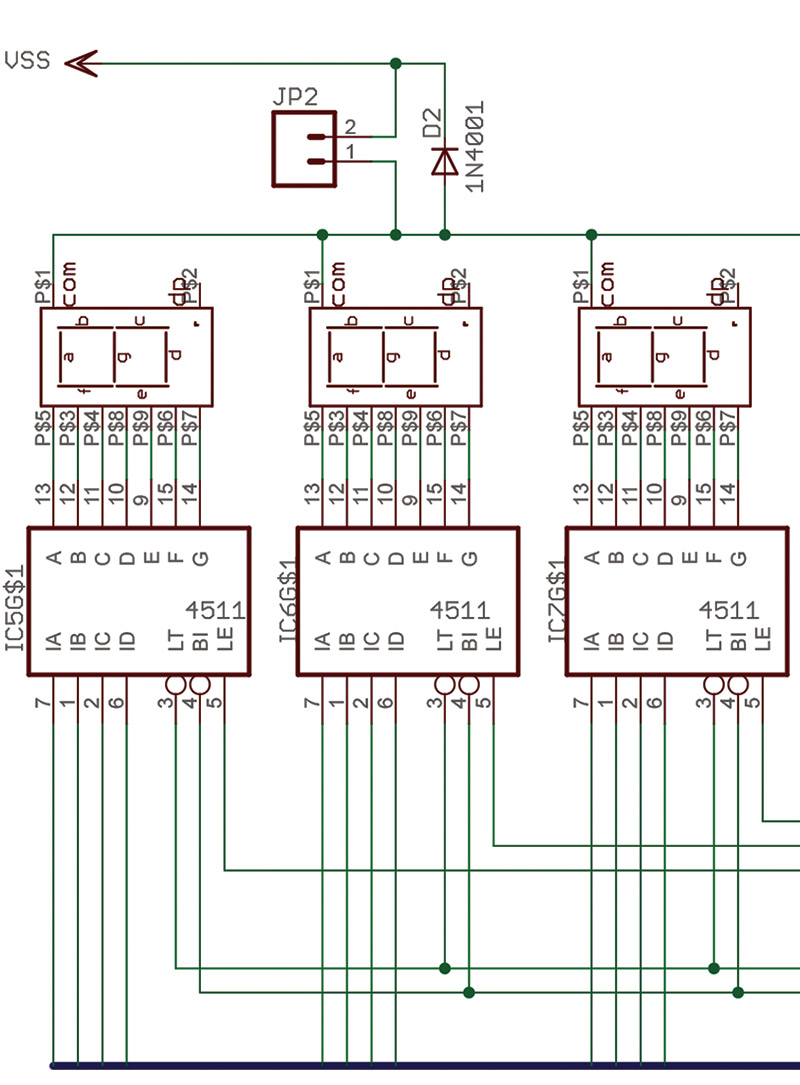 VSS
JP2
2
1
D2
1N4001
P$1 com dp P$2
P$1 com dp P$2
P$1 com dp P$2
b c
a g d
f e
b c
a g d
f e
b c
a g d
f e
P$5 P$3 P$4 P$8 P$9 P$6 P$7
P$5 P$3 P$4 P$8 P$9 P$6 P$7
P$5 P$3 P$4 P$8 P$9 P$6 P$7
13 12 11 10 9 15 14
13 12 11 10 9 15 14
13 12 11 10 9 15 14
IC5G$1
A B C D E F G
4511
IA IB IC ID LT BI LE
7 1 2 6 3 4 5
IC6G$1
A B C D E F G
4511
IA IB IC ID LT BI LE
7 1 2 6 3 4 5
IC7G$1
A B C D E F G
4511
IA IB IC ID LT BI LE
7 1 2 6 3 4 5